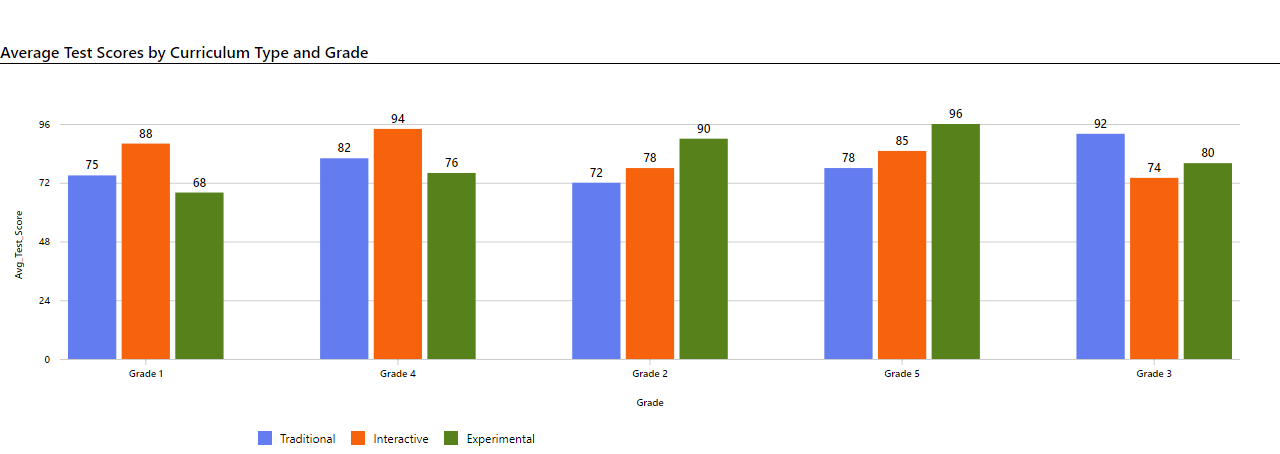 Average Test Scores by Curriculum Type and Grade
96
72
48
24
0
Avg_Test_Score
75 88 68
82 94 76
72 78 90
78 85 96
92 74 80
Grade 1 Grade 4 Grade 2 Grade 5 Grade 3
Grade
Traditional Interactive Experimental